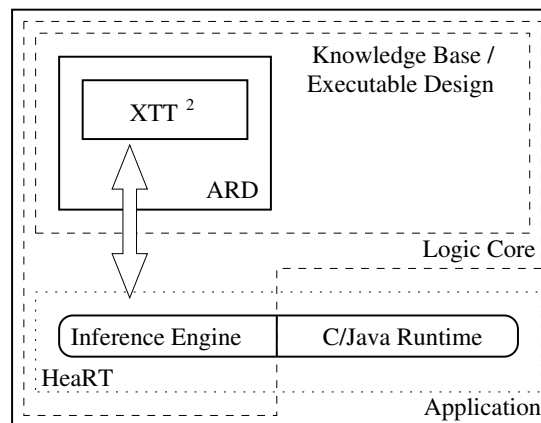 Knowledge Base /
Executable Design
XTT ²
ARD
Logic Core
Inference Engine
C/Java Runtime
HeaRT
Application